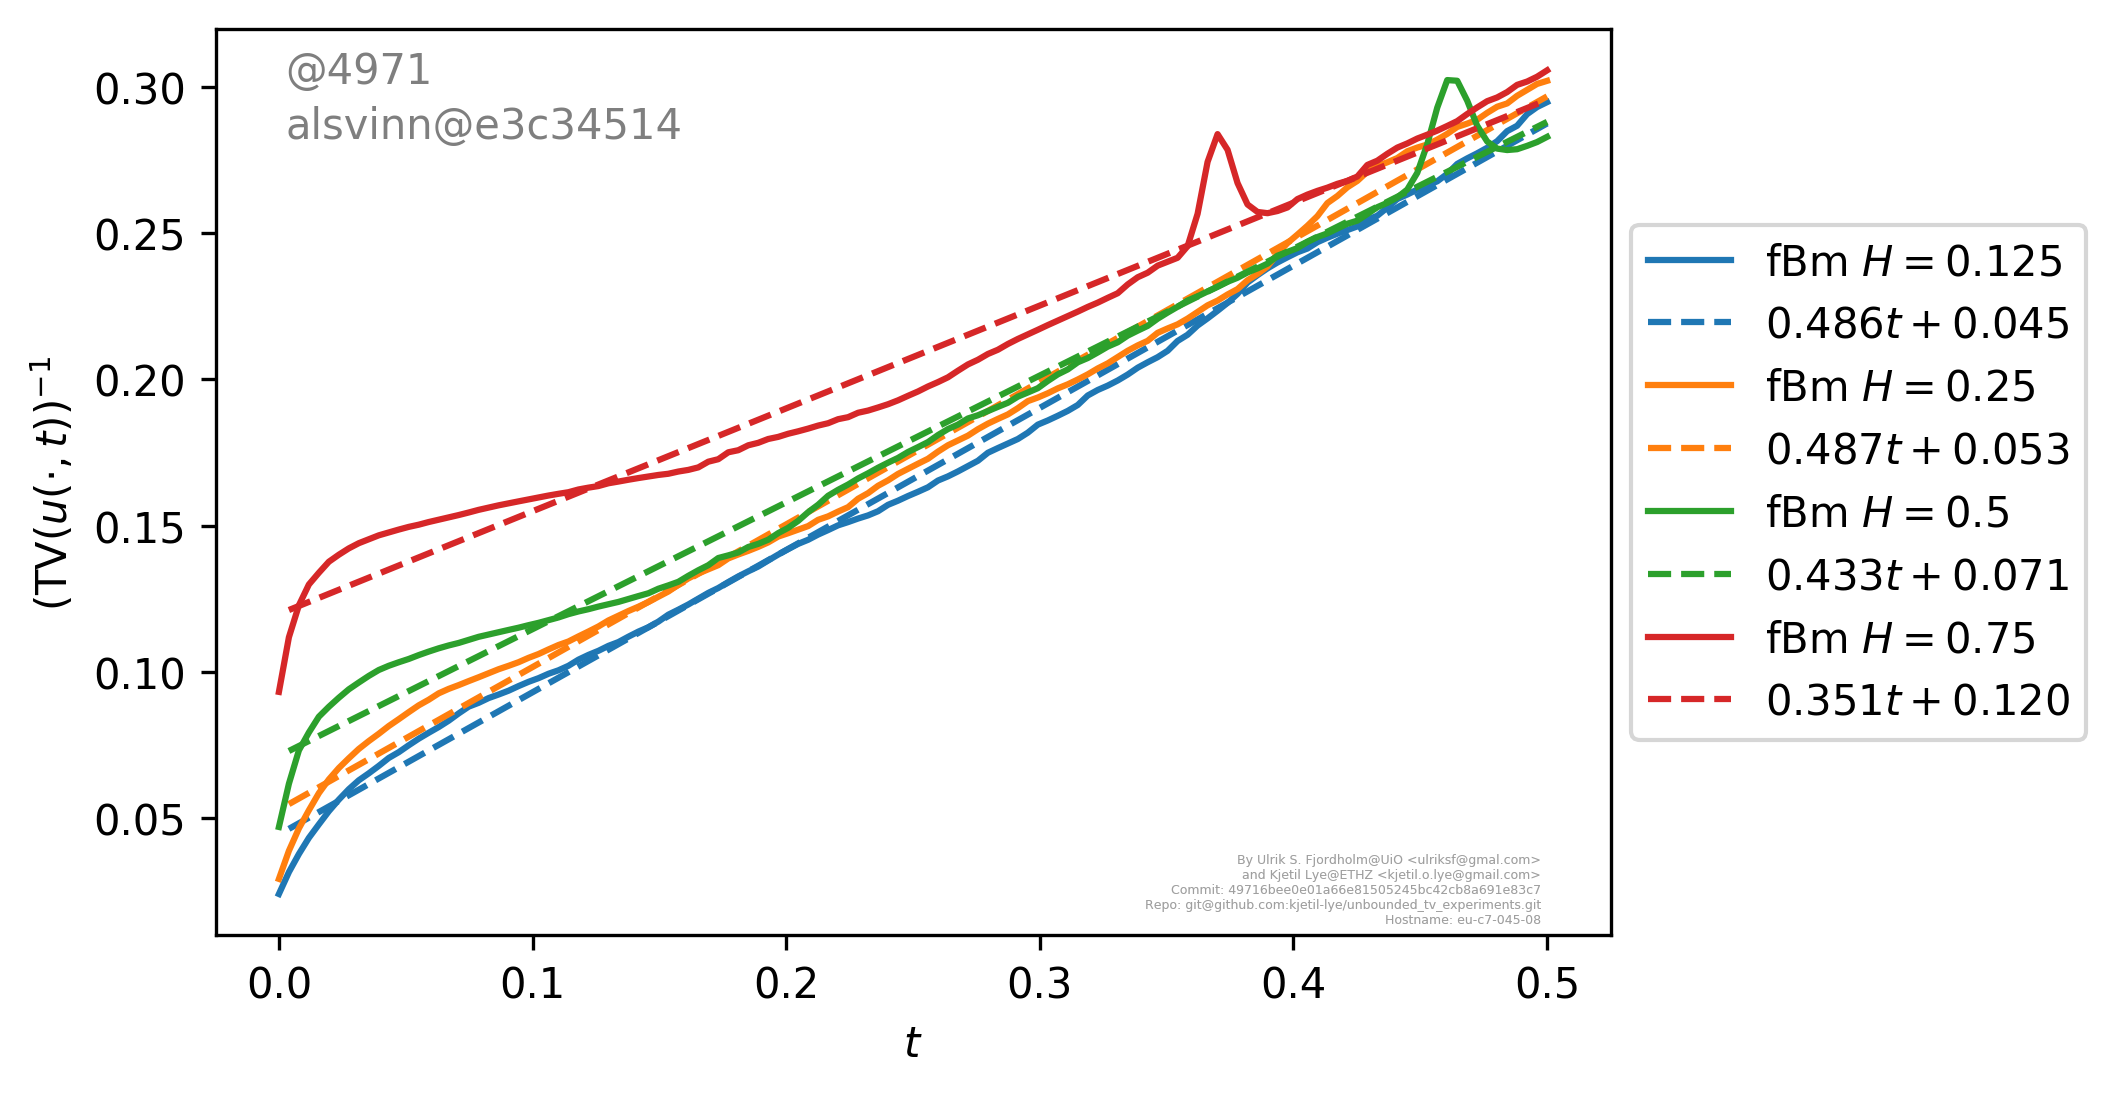 @4971
alsvinn@e3c34514
0.30
0.25
0.20
0.15
0.10
0.05
(TV(u(·, t))⁻¹
0.0 0.1 0.2 0.3 0.4 0.5
t
fBm H = 0.125
0.486t + 0.045
fBm H = 0.25
0.487t + 0.053
fBm H = 0.5
0.433t + 0.071
fBm H = 0.75
0.351t + 0.120
By Ulrik S. Fjordholm@UiO <ulriksf@gmal.com>
and Kjetil Lye@ETHZ <kjetil.o.lye@gmail.com>
Commit: 49716bee0e01a66e81505245bc42cb8a691e83c7
Repo: git@github.com:kjetil-lye/unbounded_tv_experiments.git
Hostname: eu-c7-045-08